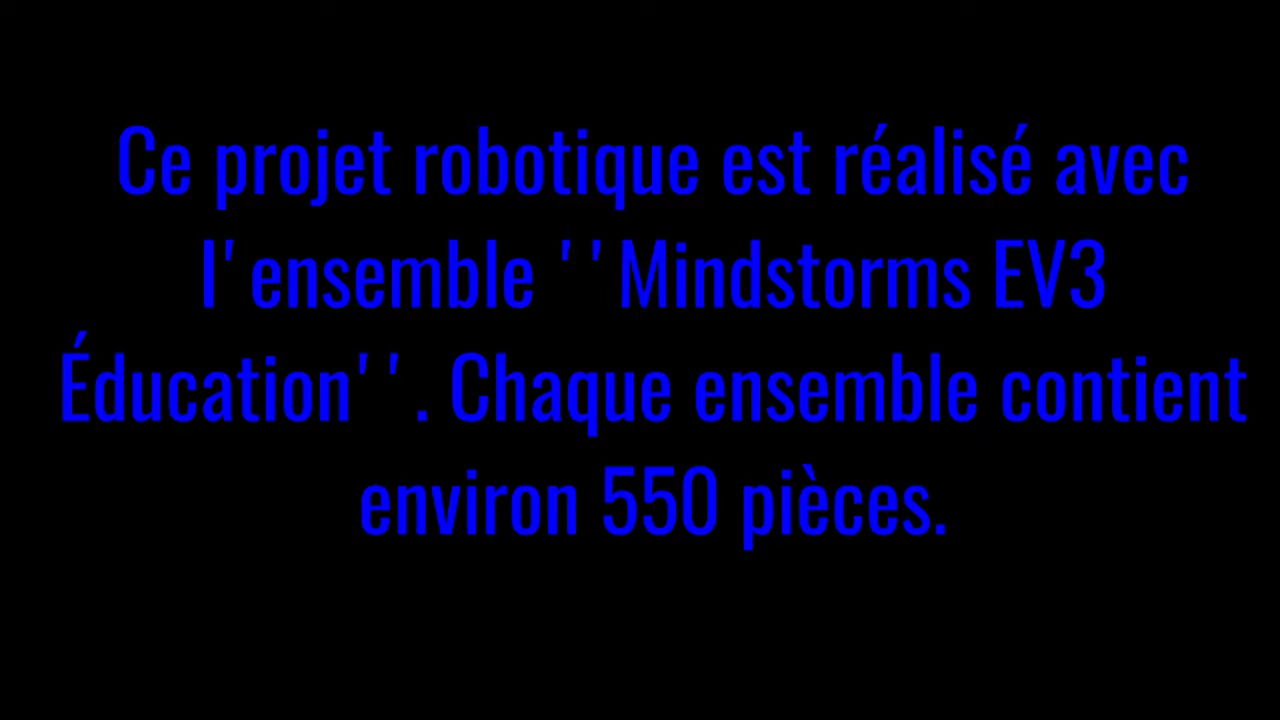 Ce projet robotique est réalisé avec
l'ensemble ''Mindstorms EV3
Éducation''. Chaque ensemble contient
environ 550 pièces.